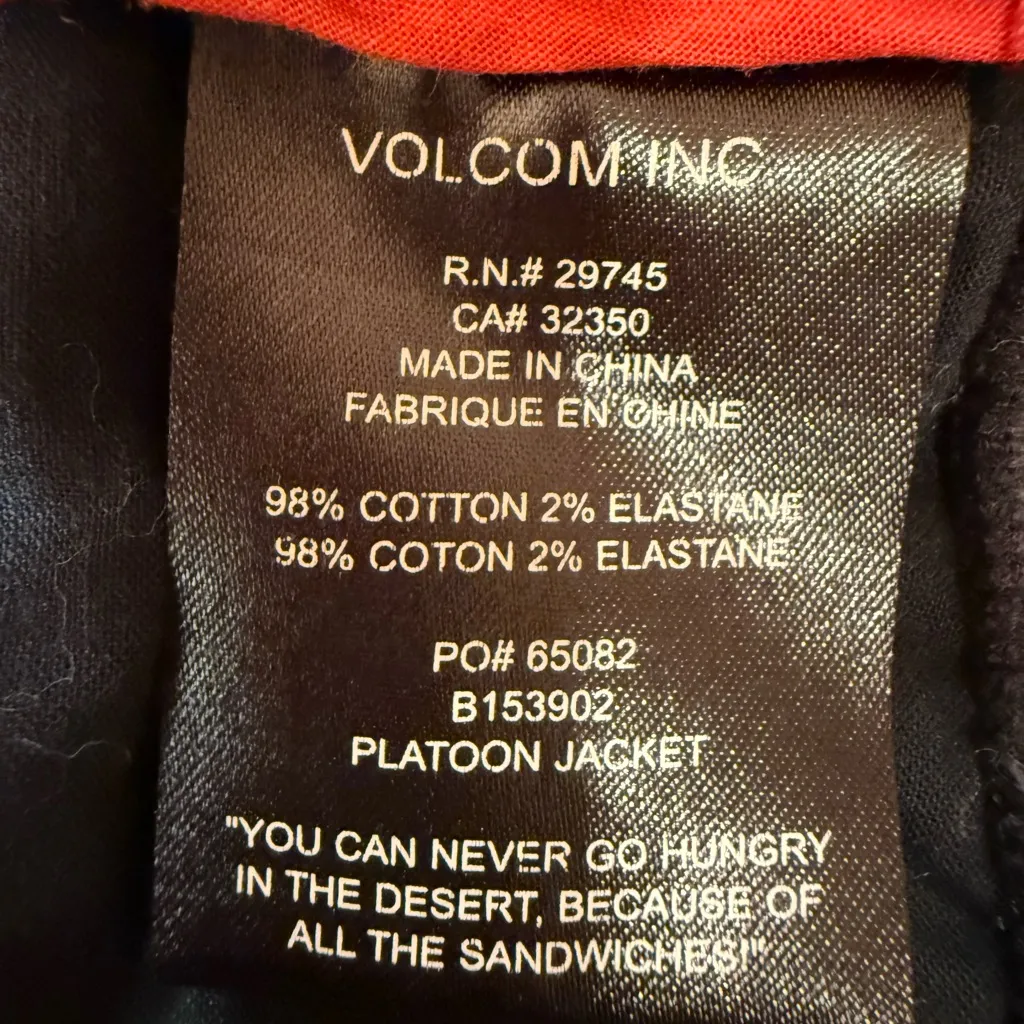 VOLCOM INC
R.N.# 29745
CA# 32350
MADE IN CHINA
FABRIQUE EN CHINE
98% COTTON 2% ELASTANE
98% COTON 2% ELASTANE
PO# 65082
B153902
PLATOON JACKET
"YOU CAN NEVER GO HUNGRY
IN THE DESERT, BECAUSE OF
ALL THE SANDWICHES!"